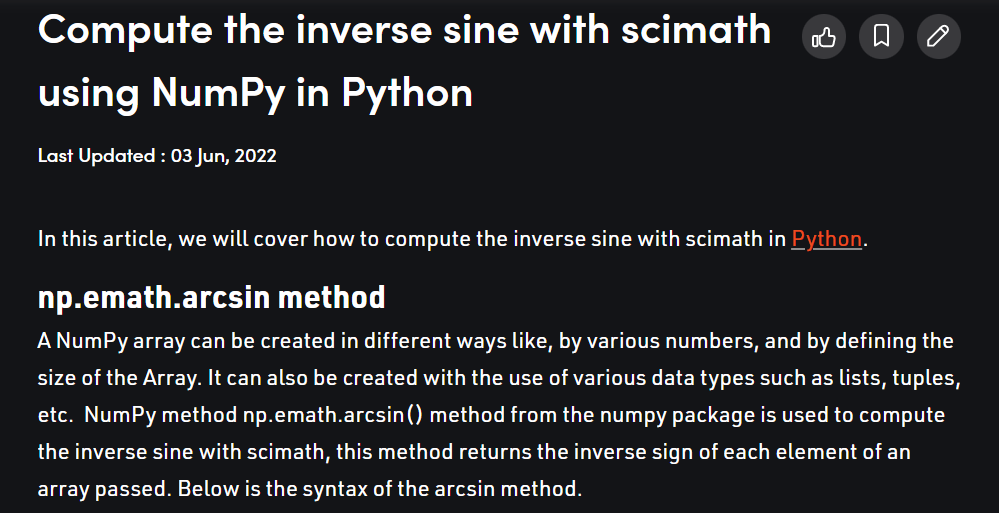 Compute the inverse sine with scimath
using NumPy in Python
Last Updated : 03 Jun, 2022
In this article, we will cover how to compute the inverse sine with scimath in Python.
np.emath.arcsin method
A NumPy array can be created in different ways like, by various numbers, and by defining the
size of the Array. It can also be created with the use of various data types such as lists, tuples,
etc.  NumPy method np.emath.arcsin() method from the numpy package is used to compute
the inverse sine with scimath, this method returns the inverse sign of each element of an
array passed. Below is the syntax of the arcsin method.